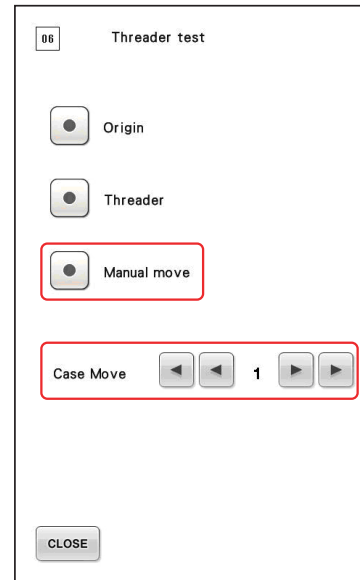 06 Threader test
Origin
Threader
Manual move
Case Move 1
CLOSE